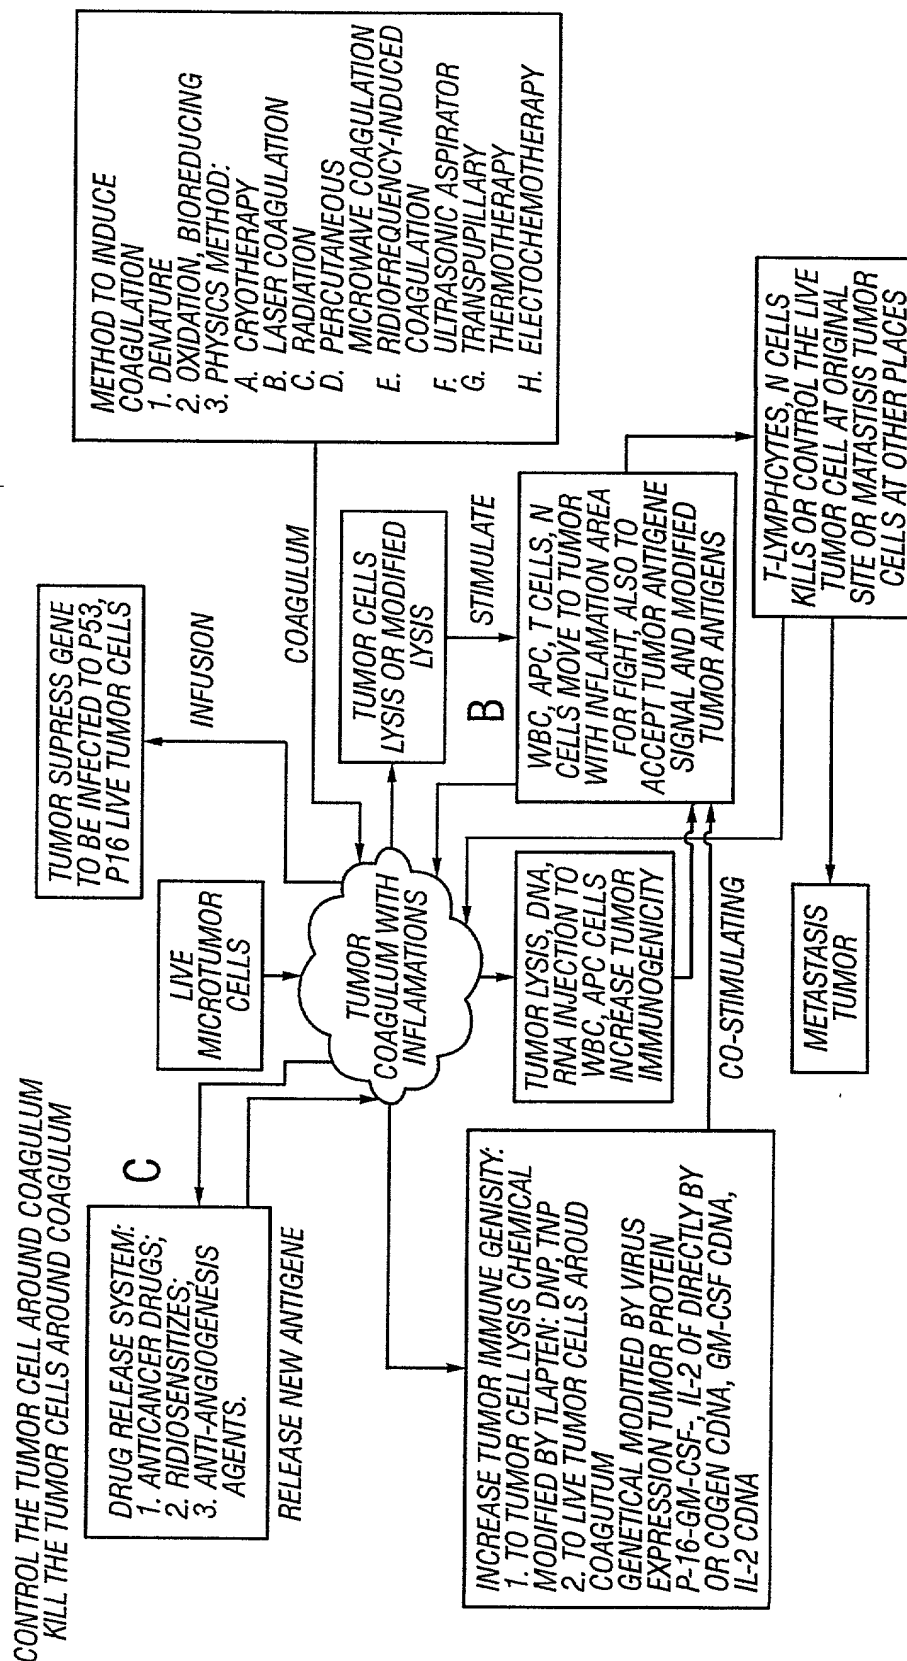 CONTROL THE TUMOR CELL AROUND COAGULUM
KILL THE TUMOR CELLS AROUND COAGULUM
C
DRUG RELEASE SYSTEM:
1. ANTICANCER DRUGS;
2. RIDIOSENSITIZES;
3. ANTI-ANGIOGENESIS
AGENTS.
RELEASE NEW ANTIGENE
LIVE
MICROTUMOR
CELLS
TUMOR SUPRESS GENE
TO BE INFECTED TO P53,
P16 LIVE TUMOR CELLS
INFUSION
METHOD TO INDUCE
COAGULATION
1. DENATURE
2. OXIDATION, BIOREDUCING
3. PHYSICS METHOD:
A. CRYOTHERAPY
B. LASER COAGULATION
C. RADIATION
D. PERCUTANEOUS
MICROWAVE COAGULATION
E. RIDIOFREQUENCY-INDUCED
COAGULATION
F. ULTRASONIC ASPIRATOR
G. TRANSPUPILLARY
THERMOTHERAPY
H. ELECTOCHEMOTHERAPY
COAGULUM
TUMOR
COAGULUM WITH
INFLAMATIONS
TUMOR CELLS
LYSIS OR MODIFIED
LYSIS
STIMULATE
B
INCREASE TUMOR IMMUNE GENISITY:
1. TO TUMOR CELL LYSIS CHEMICAL
MODIFIED BY TLAPTEN: DNP, TNP
2. TO LIVE TUMOR CELLS AROUD
COAGUTUM
GENETICAL MODITIED BY VIRUS
EXPRESSION TUMOR PROTEIN
P-16-GM-CSF-, IL-2 OF DIRECTLY BY
OR COGEN CDNA, GM-CSF CDNA,
IL-2 CDNA
TUMOR LYSIS, DNA,
RNA INJECTION TO
WBC, APC CELLS
INCREASE TUMOR
IMMUNOGENICITY
WBC, APC, T CELLS, N
CELLS MOVE TO TUMOR
WITH INFLAMATION AREA
FOR FIGHT, ALSO TO
ACCEPT TUMOR ANTIGENE
SIGNAL AND MODIFIED
TUMOR ANTIGENS
CO-STIMULATING
METASTASIS
TUMOR
T-LYMPHCYTES, N CELLS
KILLS OR CONTROL THE LIVE
TUMOR CELL AT ORIGINAL
SITE OR MATASTISIS TUMOR
CELLS AT OTHER PLACES